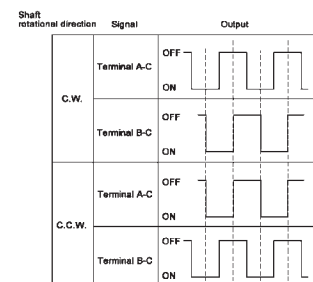 Shaft
rotational direction Signal Output
C.W.
Terminal A-C
OFF
ON
Terminal B-C
OFF
ON
C.C.W.
Terminal A-C
OFF
ON
Terminal B-C
OFF
ON